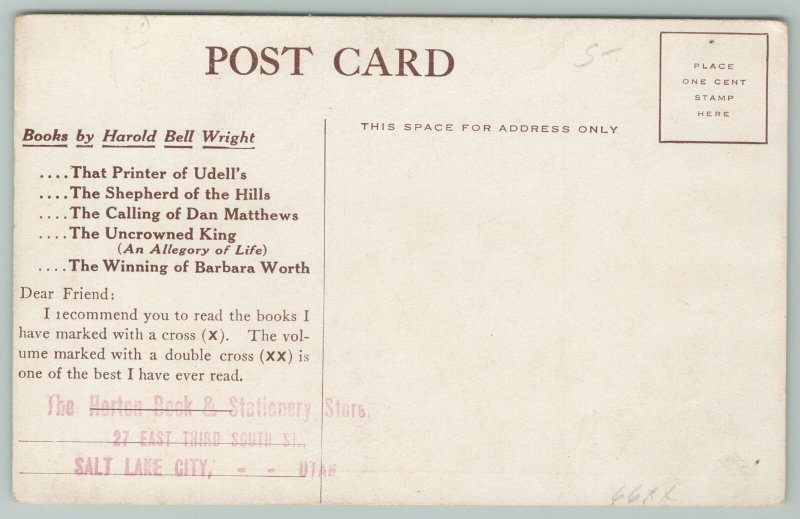 POST CARD
PLACE
ONE CENT
STAMP
HERE
THIS SPACE FOR ADDRESS ONLY
Books by Harold Bell Wright
....That Printer of Udell's
....The Shepherd of the Hills
....The Calling of Dan Matthews
....The Uncrowned King
(An Allegory of Life)
....The Winning of Barbara Worth
Dear Friend:
I recommend you to read the books I
have marked with a cross (X). The vol-
ume marked with a double cross (XX) is
one of the best I have ever read.
The Horton Book & Stationery Store,
27 EAST THIRD SOUTH ST.,
SALT LAKE CITY, - - UTAH
5-
66XX